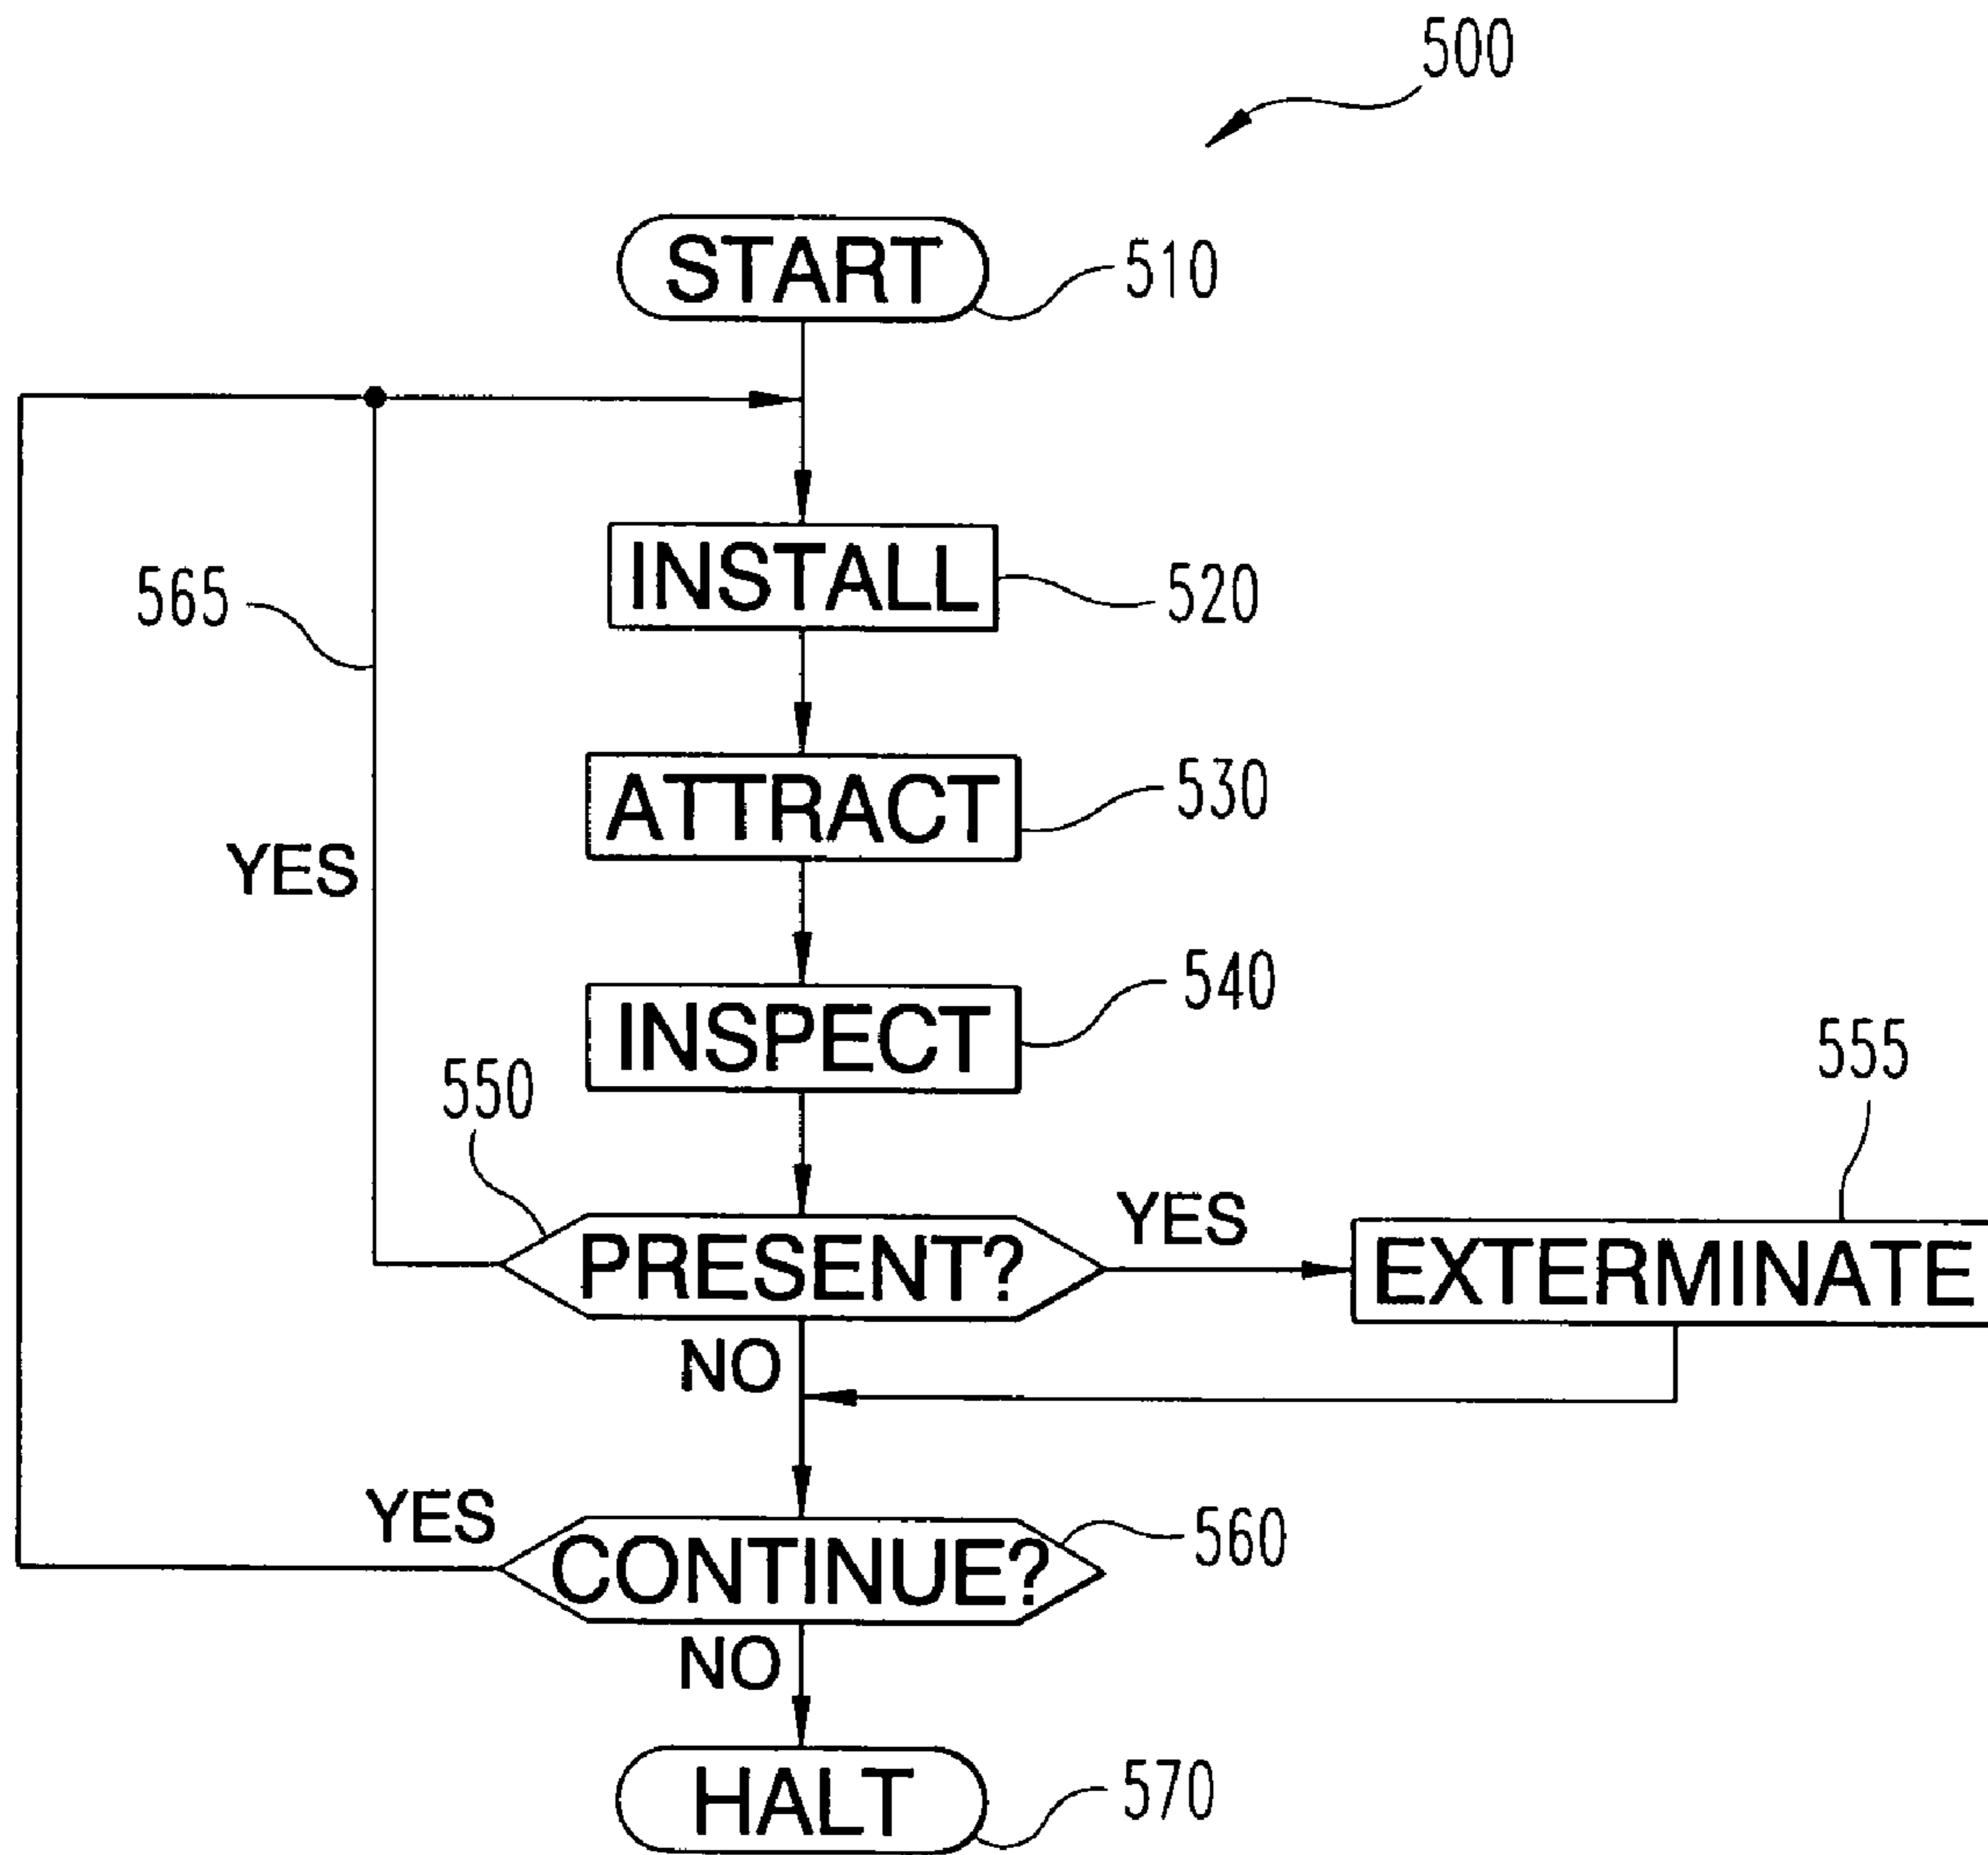 500
START
510
INSTALL
520
565
ATTRACT
530
YES
INSPECT
540
550
555
PRESENT?
YES
EXTERMINATE
NO
YES
CONTINUE?
560
NO
HALT
570